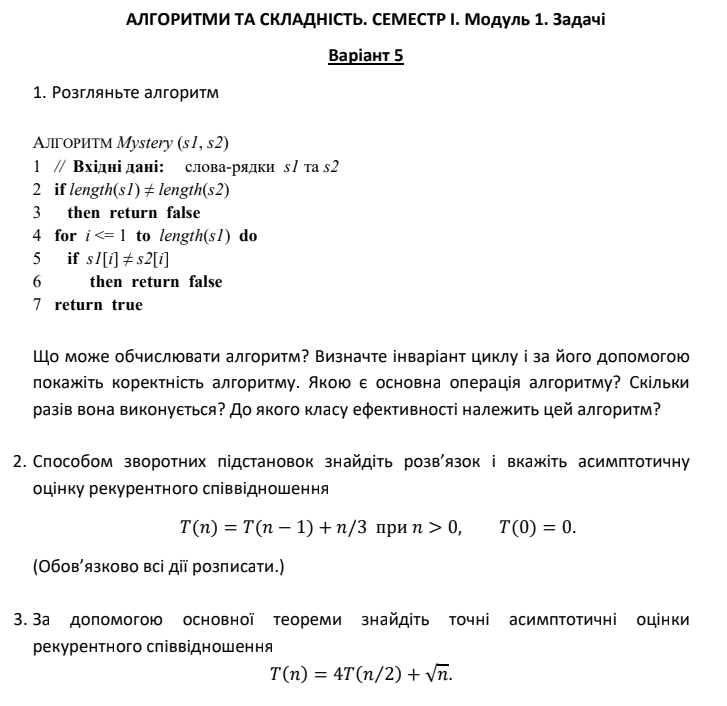 АЛГОРИТМИ ТА СКЛАДНІСТЬ. СЕМЕСТР І. Модуль 1. Задачі
Варіант 5
1. Розгляньте алгоритм
АЛГОРИТМ Mystery (s1, s2)
1 // Вхідні дані: слова-рядки s1 та s2
2 if length(s1) ≠ length(s2)
3 then return false
4 for i <= 1 to length(s1) do
5 if s1[i] ≠ s2[i]
6 then return false
7 return true
Що може обчислювати алгоритм? Визначте інваріант циклу і за його допомогою
покажіть коректність алгоритму. Якою є основна операція алгоритму? Скільки
разів вона виконується? До якого класу ефективності належить цей алгоритм?
2. Способом зворотних підстановок знайдіть розв’язок і вкажіть асимптотичну
оцінку рекурентного співвідношення
T(n) = T(n − 1) + n/3 при n > 0, T(0) = 0.
(Обов’язково всі дії розписати.)
3. За допомогою основної теореми знайдіть точні асимптотичні оцінки
рекурентного співвідношення
T(n) = 4T(n/2) + √n.